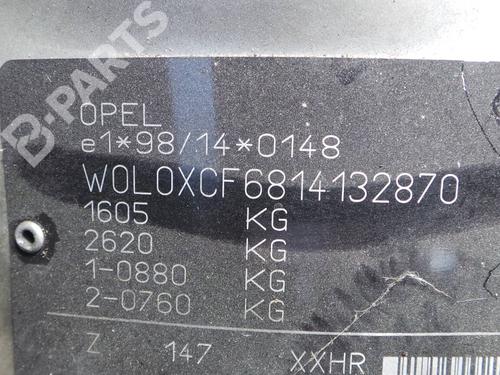 B-PARTS
OPEL
e1*98/14*0148
W0L0XCF6814132870
1605 KG
2620 KG
1-0880 KG
2-0760 KG
Z 147 XXHR